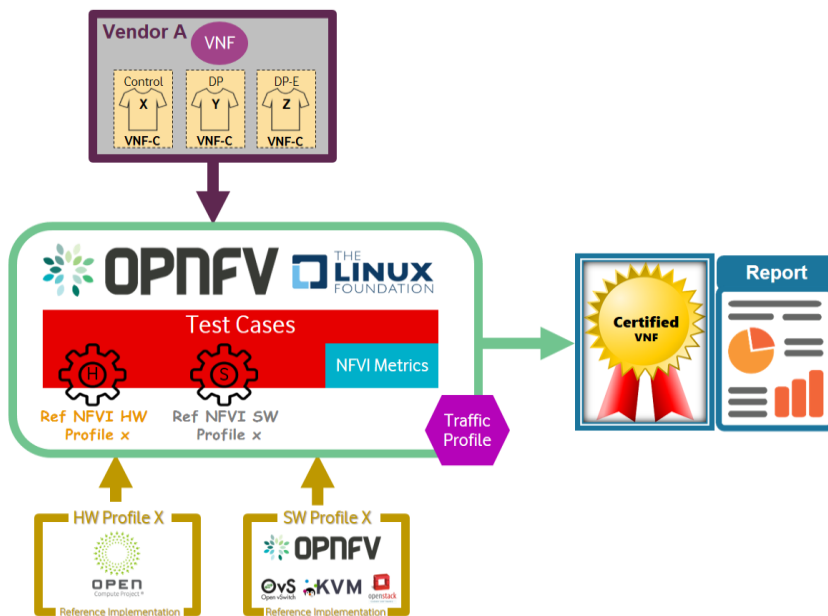 Vendor A
VNF
Control
DP
DP-E
X
Y
Z
VNF-C
VNF-C
VNF-C
OPNFV
THE
LINUX
FOUNDATION
Test Cases
NFVI Metrics
H
S
Ref NFVI HW
Profile x
Ref NFVI SW
Profile x
Traffic
Profile
Certified
VNF
Report
HW Profile X
OPEN
Compute Project ®
Reference Implementation
SW Profile X
OPNFV
OvS
Open vSwitch
KVM
openstack
Reference Implementation